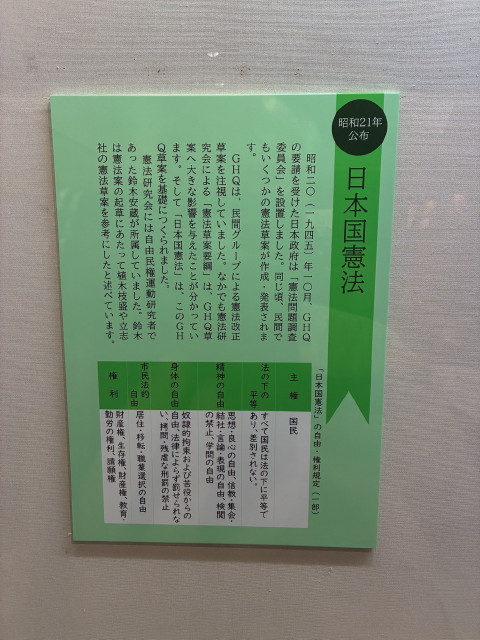 昭和21年
公布
日本国憲法
昭和二〇(一九四五)年一〇月、GHQ
の要請を受けた日本政府は「憲法問題調査
委員会」を設置しました。同じ頃、民間で
もいくつかの憲法草案が作成・発表されま
す。
GHQは、民間グループによる憲法改正
草案を注視していました。なかでも憲法研
究会による「憲法草案要綱」は、GHQ草
案へ大きな影響を与えたことが分かってい
ます。そして「日本国憲法」は、このGH
Q草案を基礎につくられました。
憲法研究会には自由民権運動研究者で
あった鈴木安蔵が所属していました。鈴木
は憲法案の起草にあたって植木枝盛や立志
社の憲法草案を参考にしたと述べています。
「日本国憲法」の自由・権利規定(一部)
主権
国民
法の下の
平等
すべて国民は法の下に平等で
あり、差別されない。
精神の自由
思想・良心の自由、信教・集会・
結社・言論・表現の自由、検閲
の禁止、学問の自由
身体の自由
奴隷的拘束および苦役からの
自由、法律によらず罰せられな
い、拷問・残虐な刑罰の禁止
市民法的
自由
居住・移転・職業選択の自由
権利
財産権、生存権、財産権、教育・
勤労の権利、請願権